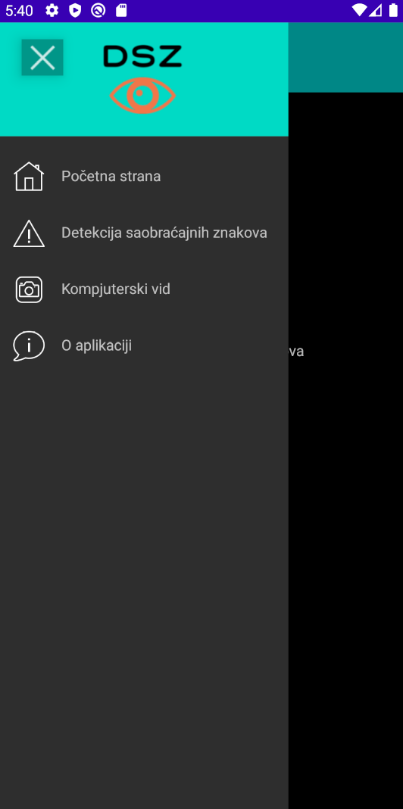 5:40
DSZ
Početna strana
Detekcija saobraćajnih znakova
Kompjuterski vid
va
O aplikaciji